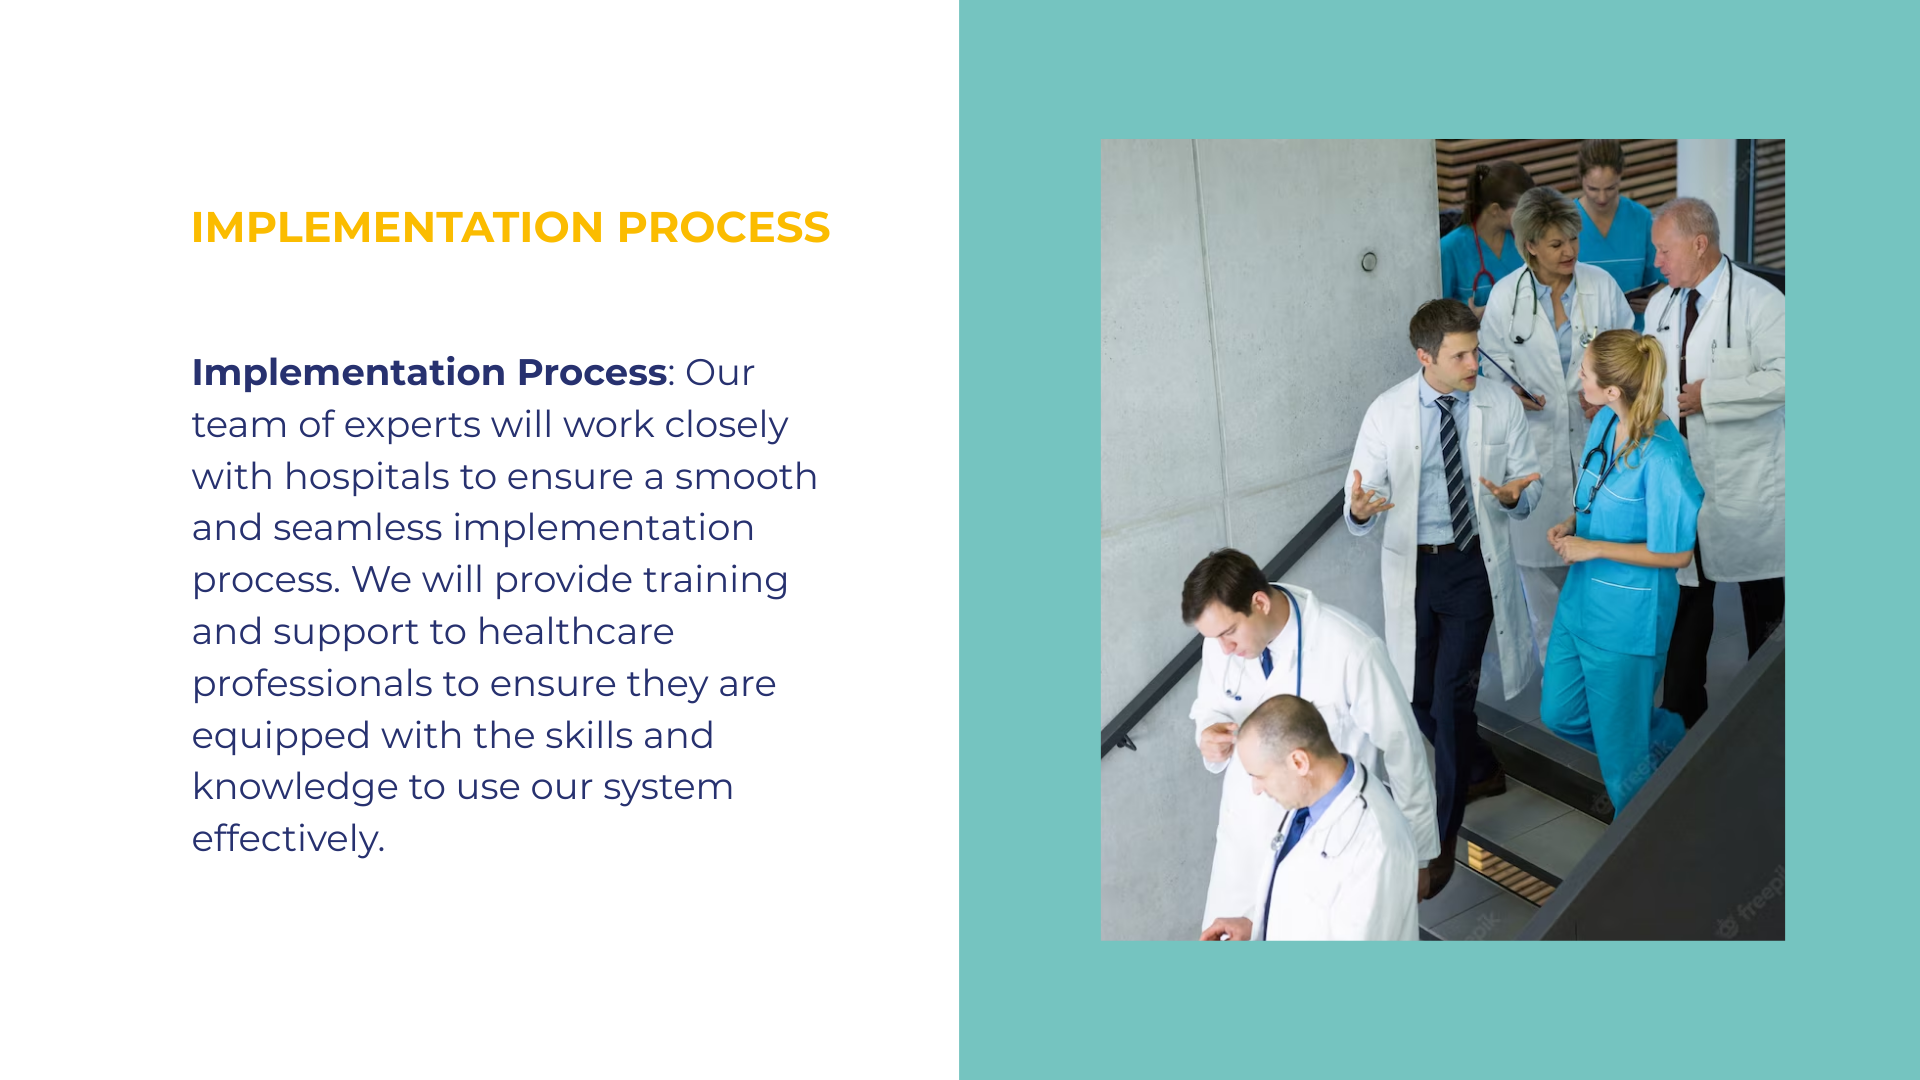 IMPLEMENTATION PROCESS
Implementation Process: Our
team of experts will work closely
with hospitals to ensure a smooth
and seamless implementation
process. We will provide training
and support to healthcare
professionals to ensure they are
equipped with the skills and
knowledge to use our system
effectively.
freepik